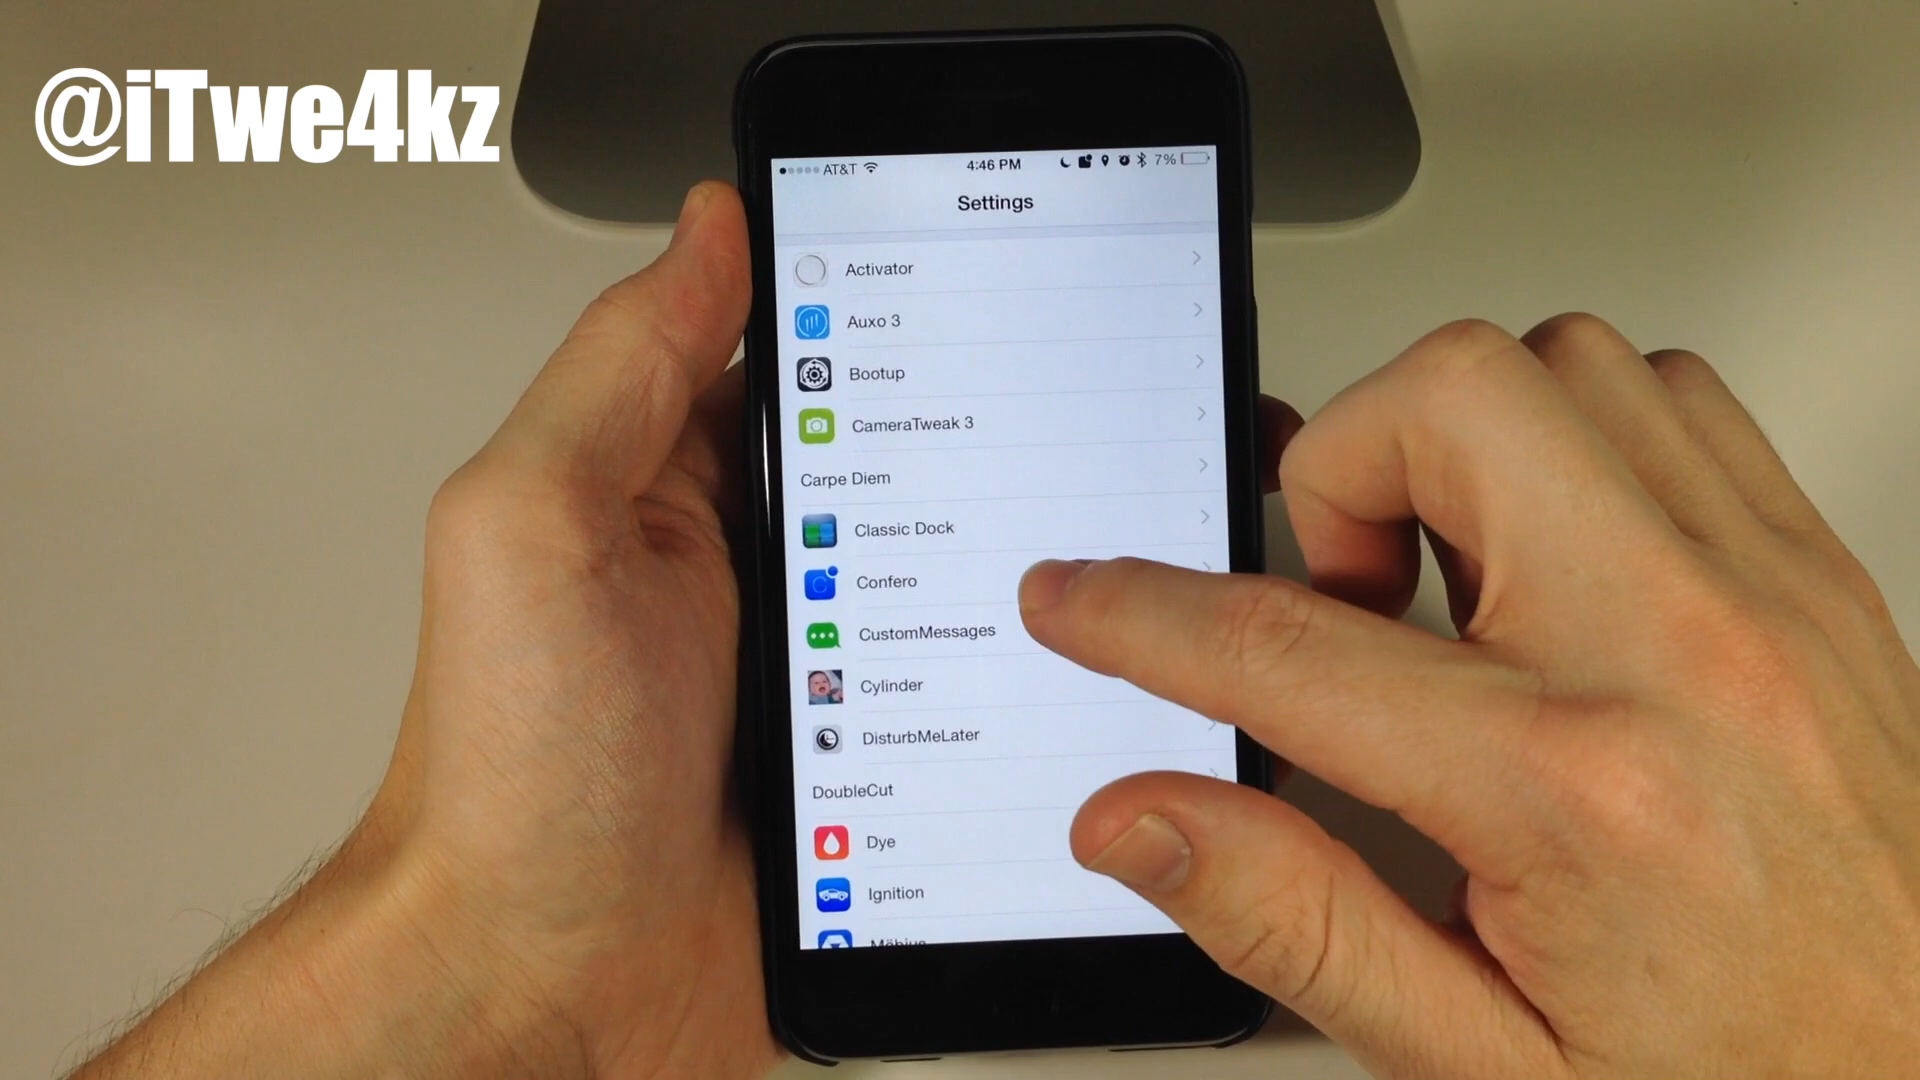 @iTwe4kz
AT&T 4:46 PM 7%
Settings
Activator
Auxo 3
Bootup
CameraTweak 3
Carpe Diem
Classic Dock
Confero
CustomMessages
Cylinder
DisturbMeLater
DoubleCut
Dye
Ignition
Möbius